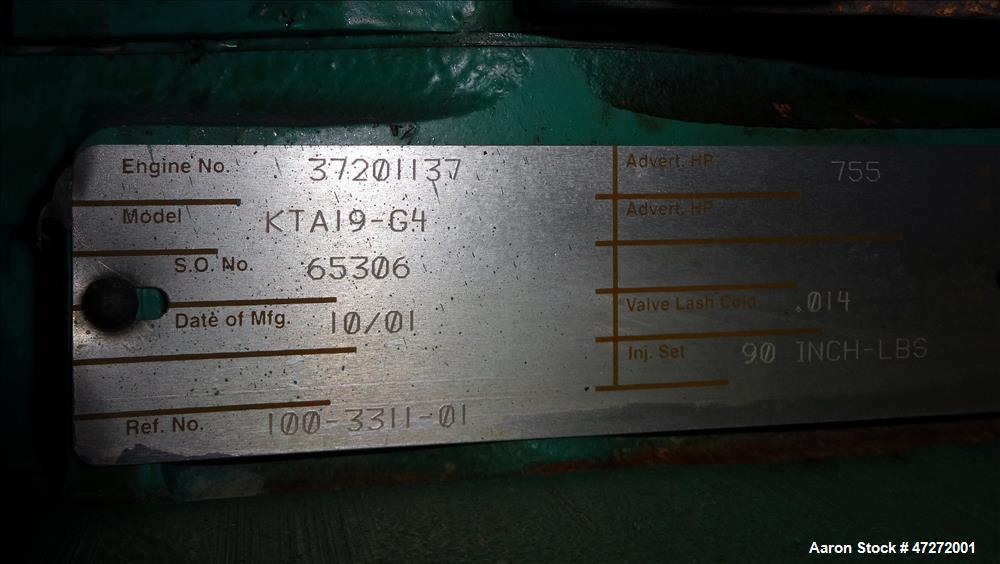 Engine No. 37201137
Model KTA19-G4
S.O. No. 65306
Date of Mfg. 10/01
Ref. No. 100-3311-01
Advert. HP 755
Advert. HP
Valve Lash Cold .014
Inj. Set 90 INCH-LBS
Aaron Stock # 47272001